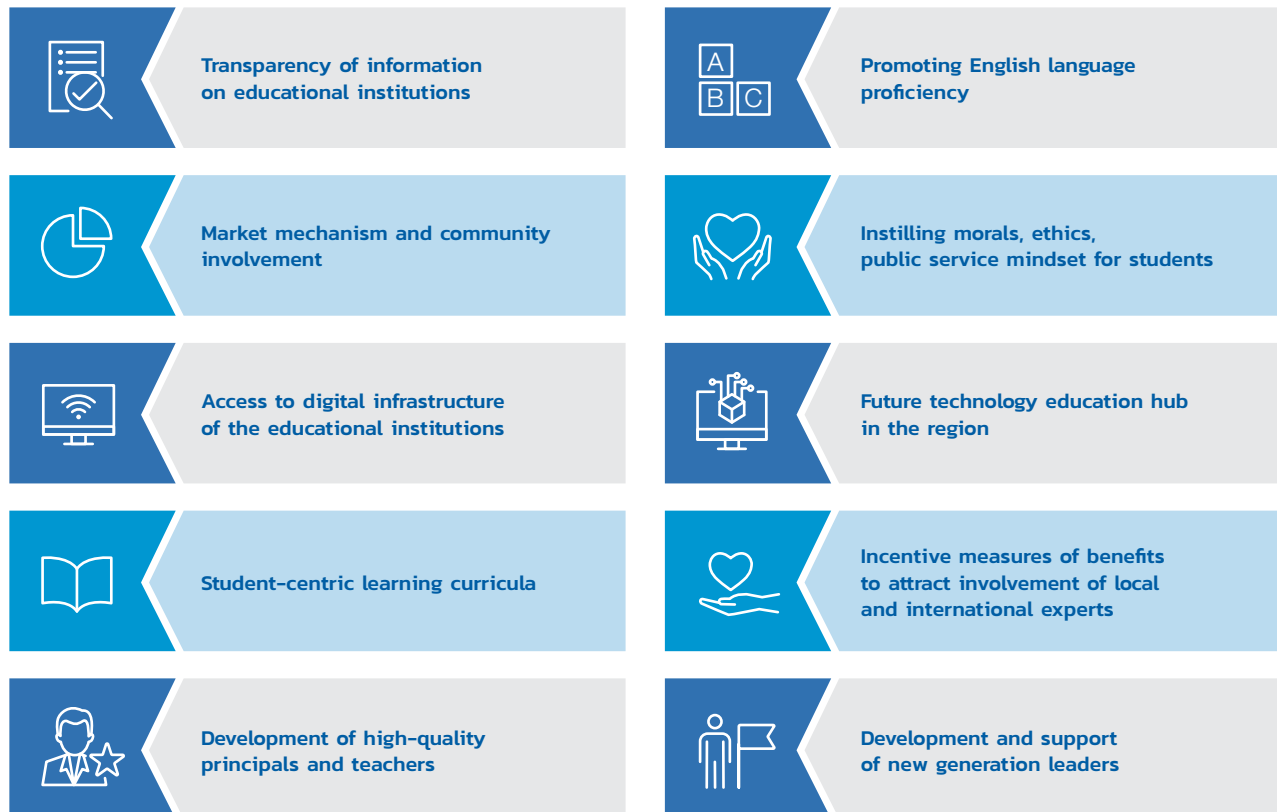 Transparency of information
on educational institutions
Market mechanism and community
involvement
Access to digital infrastructure
of the educational institutions
Student-centric learning curricula
Development of high-quality
principals and teachers
A
B C
Promoting English language
proficiency
Instilling morals, ethics,
public service mindset for students
Future technology education hub
in the region
Incentive measures of benefits
to attract involvement of local
and international experts
Development and support
of new generation leaders